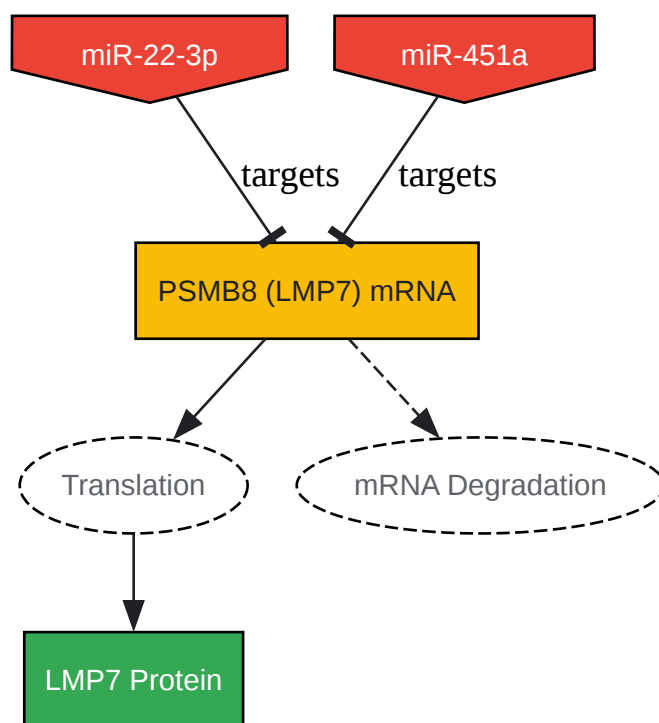 miR-22-3p
miR-451a
targets
targets
PSMB8 (LMP7) mRNA
Translation
mRNA Degradation
LMP7 Protein